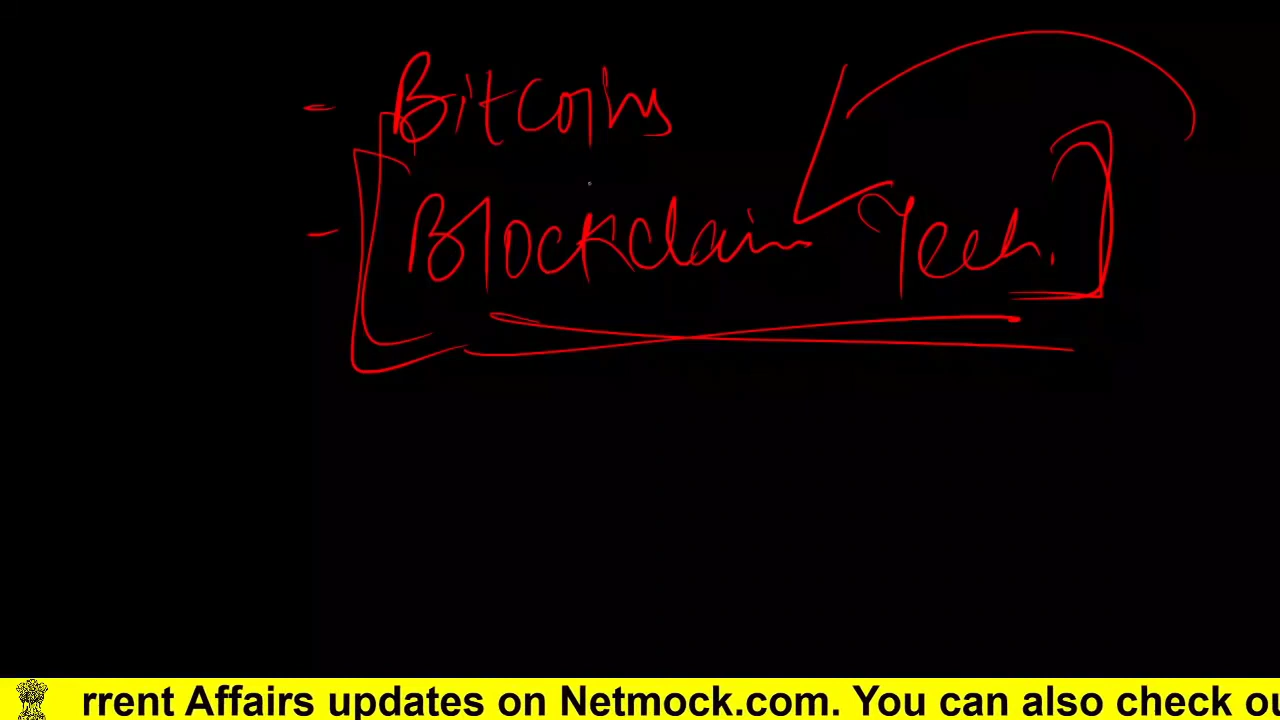 - Bitcoins
- Blockchain Tech.
rrent Affairs updates on Netmock.com. You can also check ou